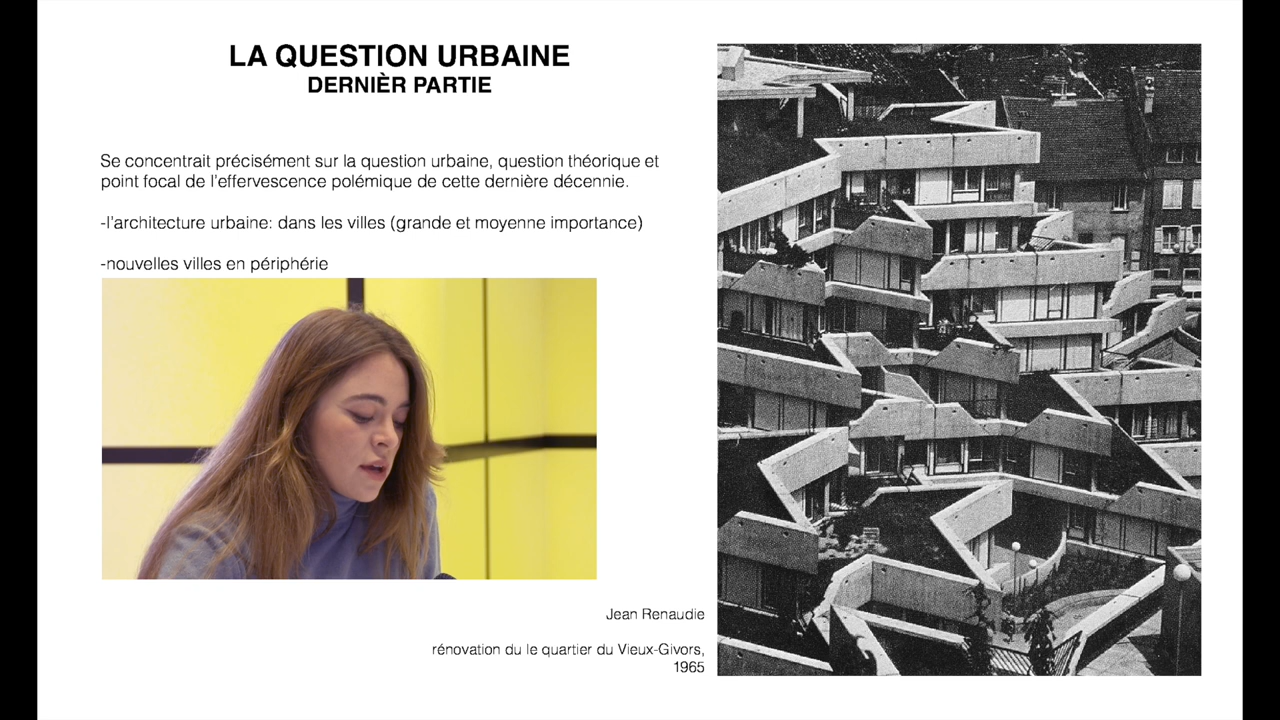 LA QUESTION URBAINE
DERNIÈR PARTIE
Se concentrait précisément sur la question urbaine, question théorique et
point focal de l'effervescence polémique de cette dernière décennie.
-l'architecture urbaine: dans les villes (grande et moyenne importance)
-nouvelles villes en périphérie
Jean Renaudie
rénovation du le quartier du Vieux-Givors,
1965